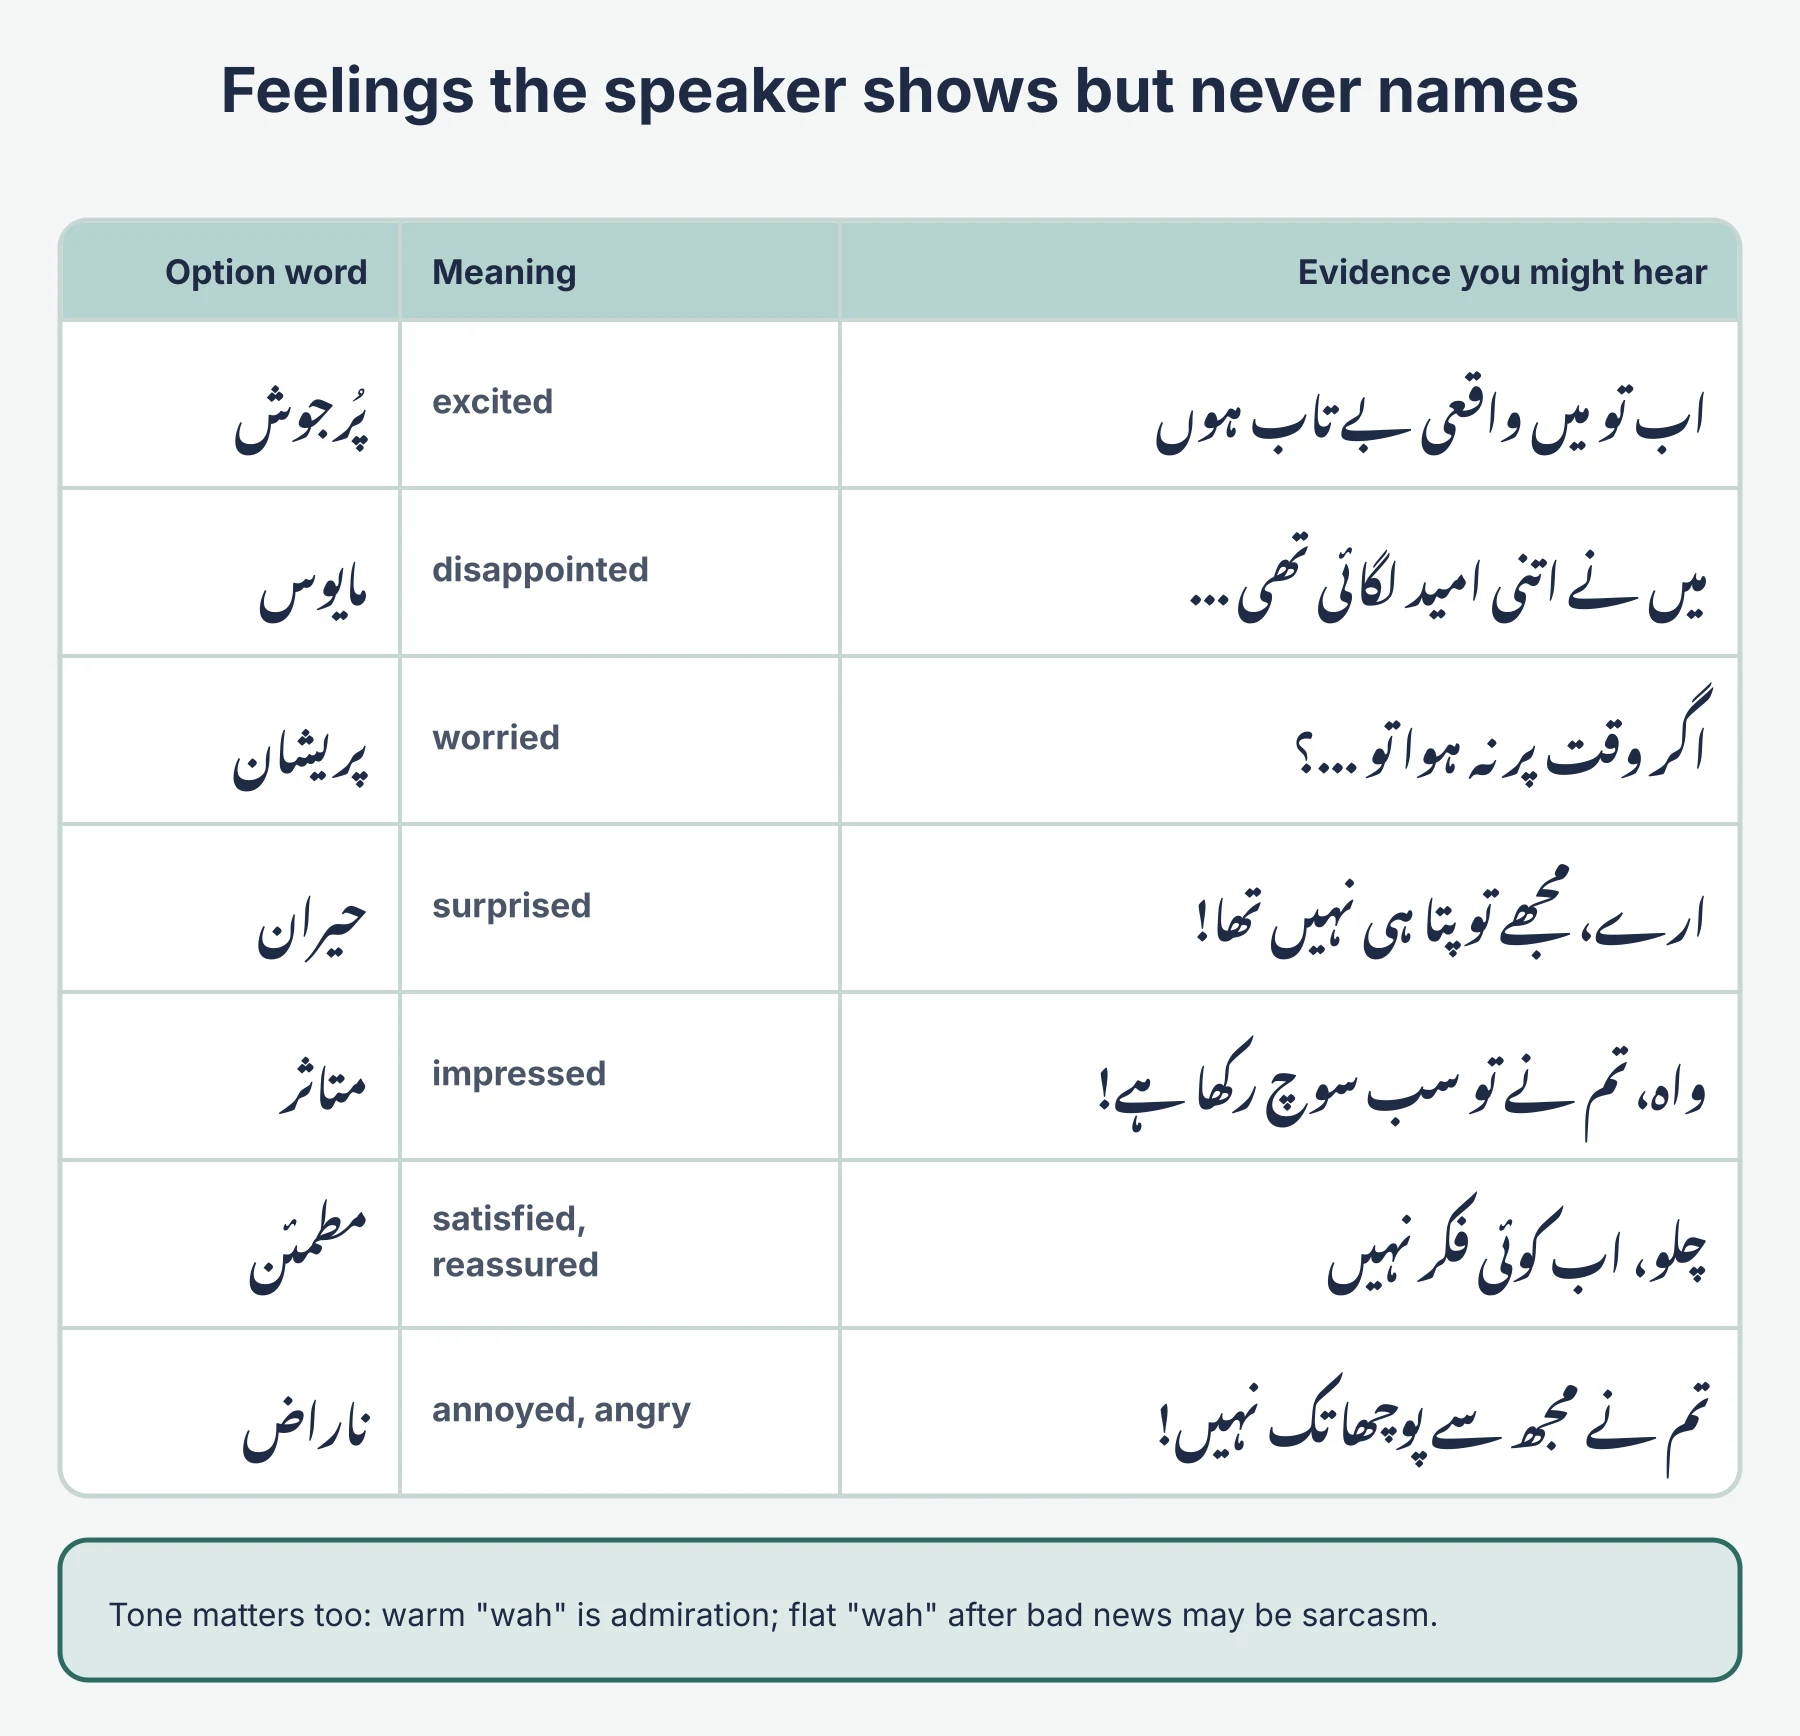 Feelings the speaker shows but never names
Option word
Meaning
Evidence you might hear
پُرجوش
excited
اب تو میں واقعی بے تاب ہوں
مایوس
disappointed
میں نے اتنی امید لگائی تھی ...
پریشان
worried
اگر وقت پر نہ ہوا تو ...؟
حیران
surprised
ارے، مجھے تو پتا ہی نہیں تھا!
متاثر
impressed
واہ، تم نے تو سب سوچ رکھا ہے!
مطمئن
satisfied,
reassured
چلو، اب کوئی فکر نہیں
ناراض
annoyed, angry
تم نے مجھ سے پوچھا تک نہیں!
Tone matters too: warm "wah" is admiration; flat "wah" after bad news may be sarcasm.